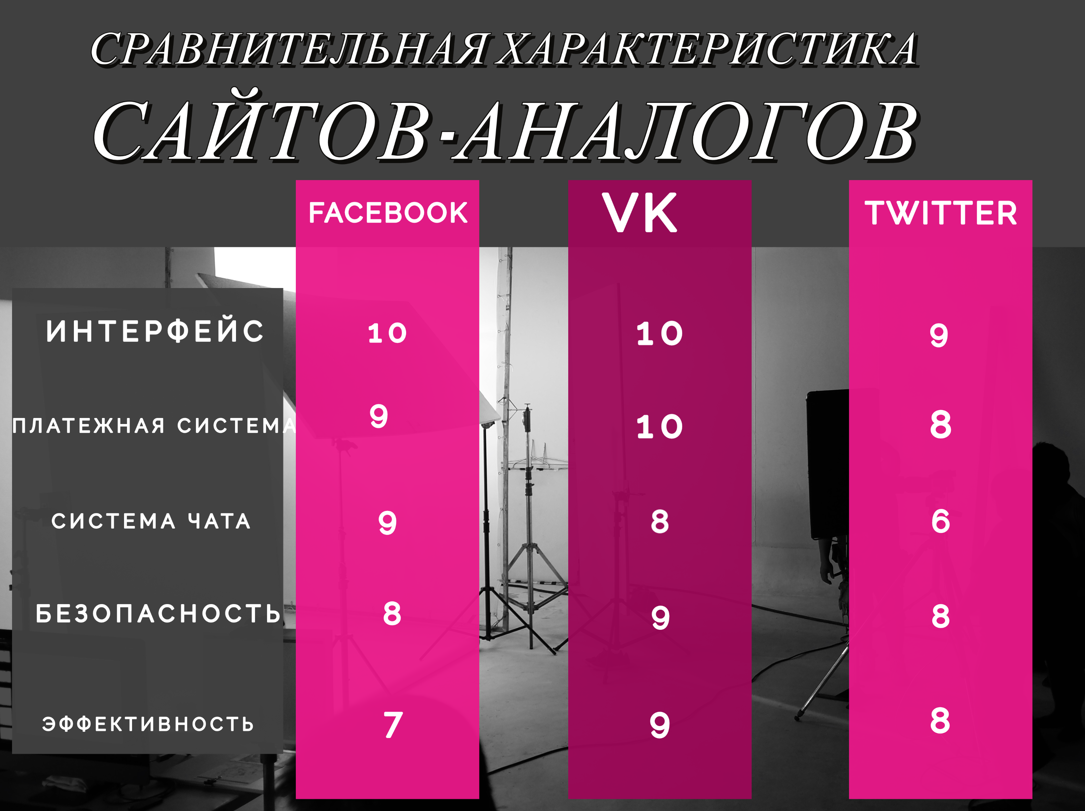 СРАВНИТЕЛЬНАЯ ХАРАКТЕРИСТИКА
САЙТОВ-АНАЛОГОВ
FACEBOOK VK TWITTER
ИНТЕРФЕЙС 10 10 9
ПЛАТЕЖНАЯ СИСТЕМА 9 10 8
СИСТЕМА ЧАТА 9 8 6
БЕЗОПАСНОСТЬ 8 9 8
ЭФФЕКТИВНОСТЬ 7 9 8